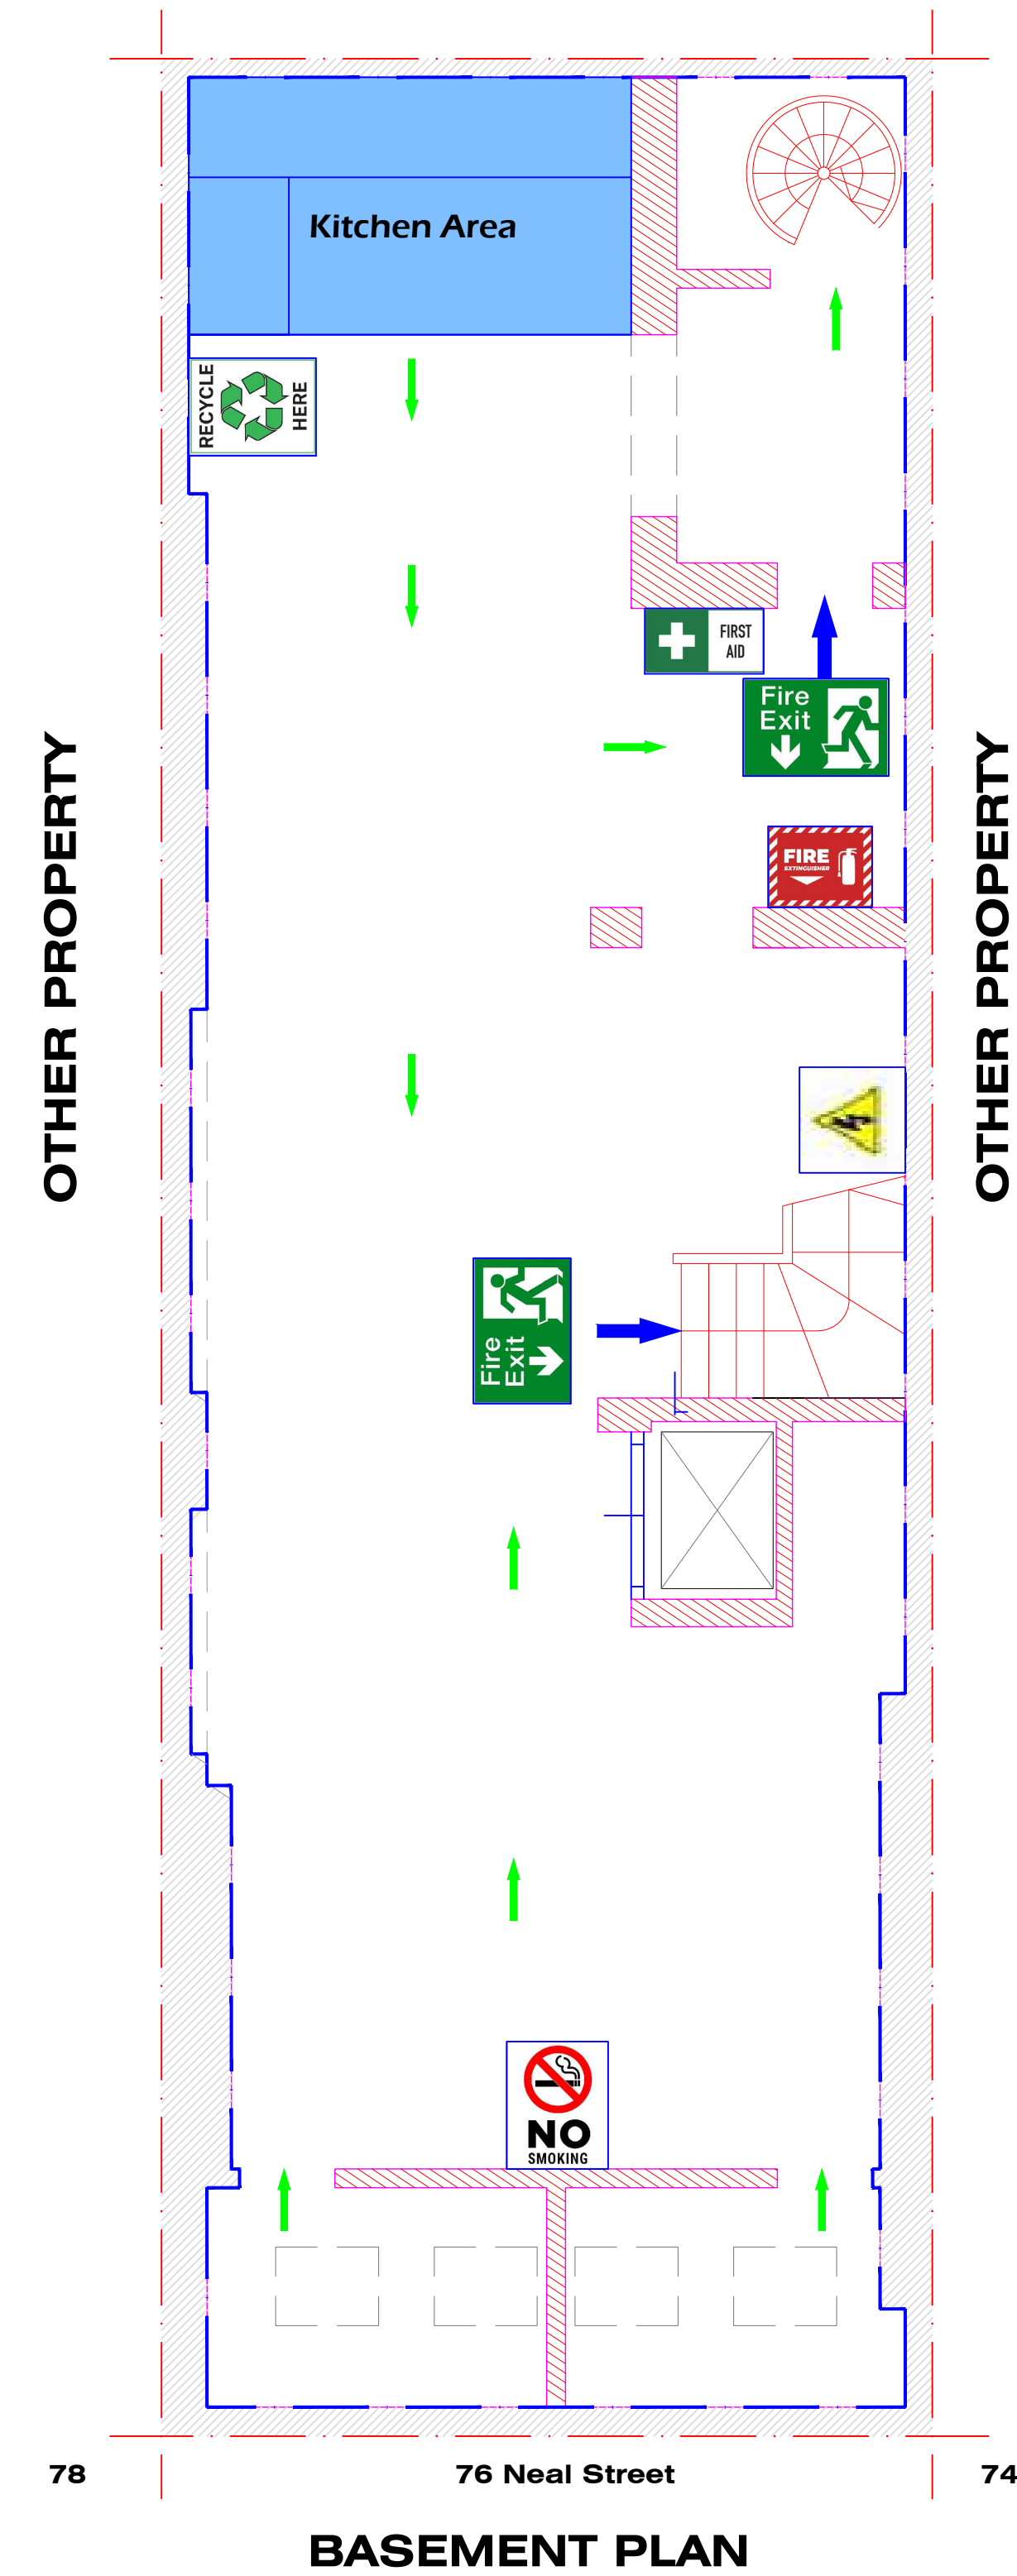 Kitchen Area
RECYCLE
HERE
FIRST
AID
Fire
Exit
OTHER PROPERTY
OTHER PROPERTY
FIRE
EXTINGUISHER
Fire
Exit
NO
SMOKING
78
76 Neal Street
74
BASEMENT PLAN